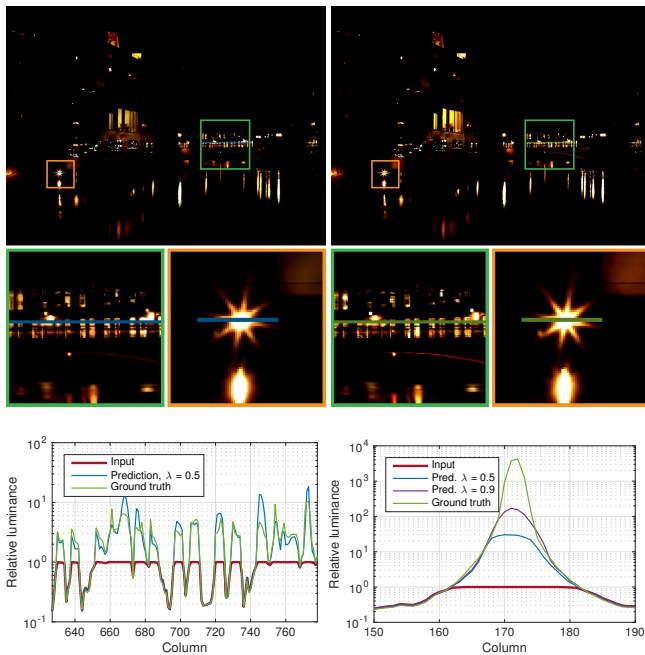 10^2
10^1
10^0
10^-1
Relative luminance
Input
Prediction, λ = 0.5
Ground truth
640 660 680 700 720 740 760
Column
10^4
10^3
10^2
10^1
10^0
10^-1
Relative luminance
Input
Pred. λ = 0.5
Pred. λ = 0.9
Ground truth
150 160 170 180 190
Column